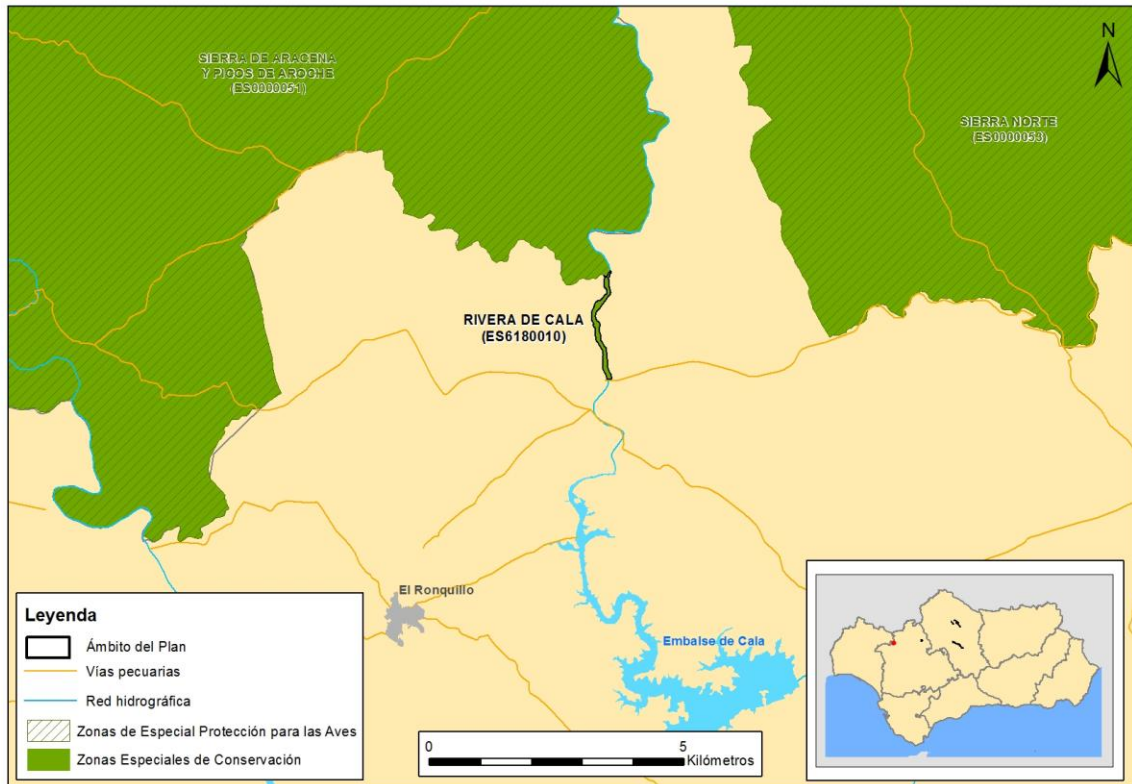 SIERRA DE ARACENA
Y PICOS DE AROCHE
(ES0000051)
N
SIERRA NORTE
(ES0000053)
RIVERA DE CALA
(ES6180010)
El Ronquillo
Embalse de Cala
Leyenda
Ámbito del Plan
Vías pecuarias
Red hidrográfica
Zonas de Especial Protección para las Aves
Zonas Especiales de Conservación
0 5
Kilómetros